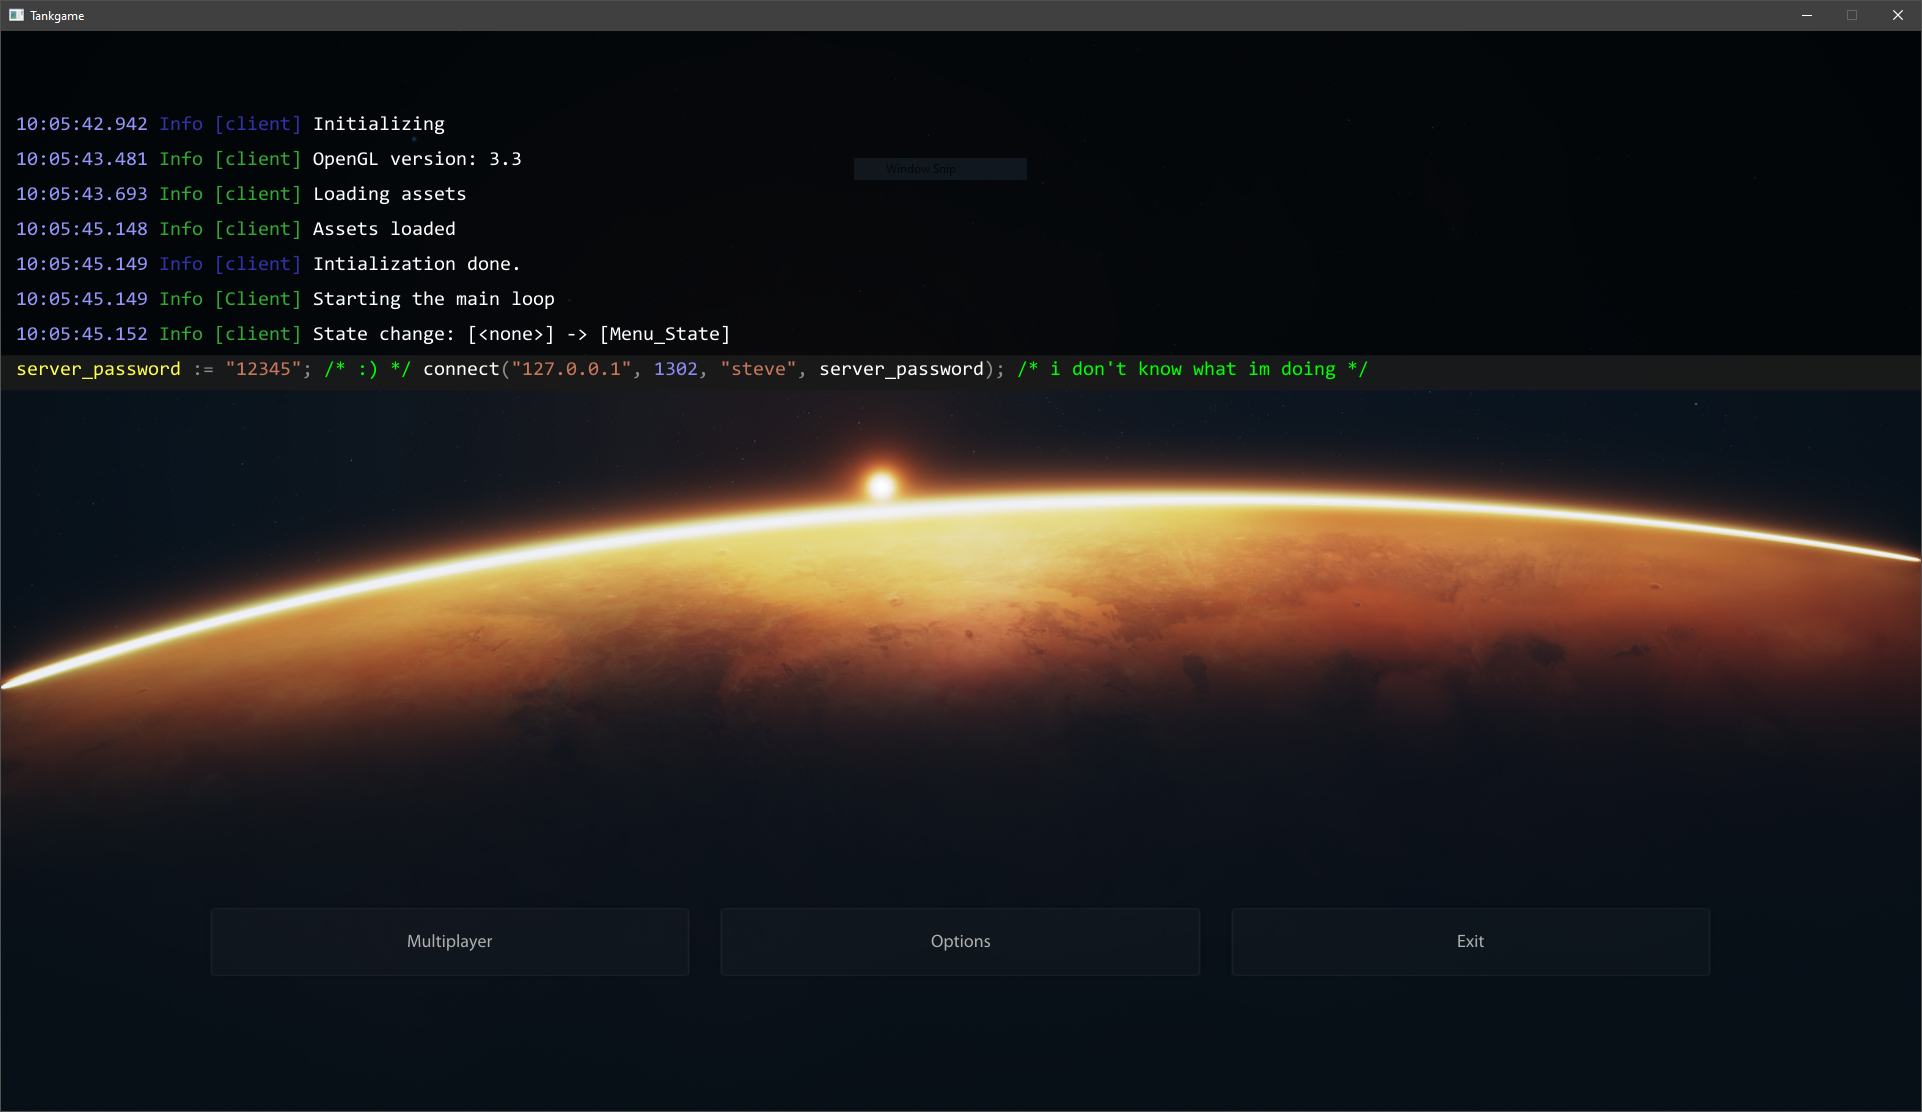 Tankgame
10:05:42.942 Info [client] Initializing
10:05:43.481 Info [client] OpenGL version: 3.3
10:05:43.693 Info [client] Loading assets
10:05:45.148 Info [client] Assets loaded
10:05:45.149 Info [client] Intialization done.
10:05:45.149 Info [Client] Starting the main loop
10:05:45.152 Info [client] State change: [<none>] -> [Menu_State]
server_password := "12345"; /* :) */ connect("127.0.0.1", 1302, "steve", server_password); /* i don't know what im doing */
Window Snip
Multiplayer
Options
Exit